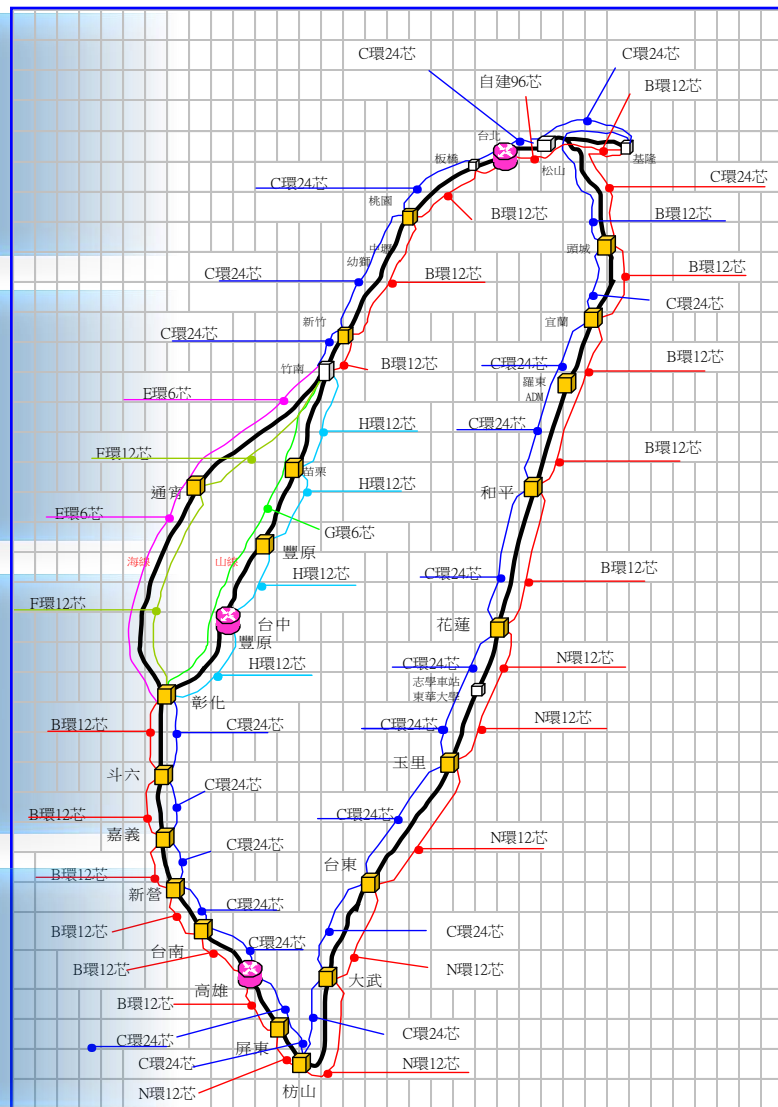 C環24芯
C環24芯
自建96芯
B環12芯
台北
板橋
松山
基隆
C環24芯
C環24芯
桃園
B環12芯
B環12芯
頭城
中壢
幼獅
C環24芯
B環12芯
B環12芯
C環24芯
新竹
宜蘭
C環24芯
竹南
B環12芯
C環24芯
B環12芯
羅東
ADM
E環6芯
H環12芯
C環24芯
F環12芯
B環12芯
苗栗
H環12芯
通宵
和平
E環6芯
G環6芯
豐原
海線
山線
H環12芯
C環24芯
B環12芯
F環12芯
台中
豐原
花蓮
H環12芯
C環24芯
N環12芯
志學車站
東華大學
彰化
B環12芯
C環24芯
C環24芯
N環12芯
玉里
斗六
C環24芯
B環12芯
C環24芯
嘉義
C環24芯
N環12芯
台東
B環12芯
新營
C環24芯
B環12芯
C環24芯
C環24芯
台南
B環12芯
N環12芯
大武
高雄
B環12芯
C環24芯
C環24芯
屏東
C環24芯
N環12芯
枋山
N環12芯